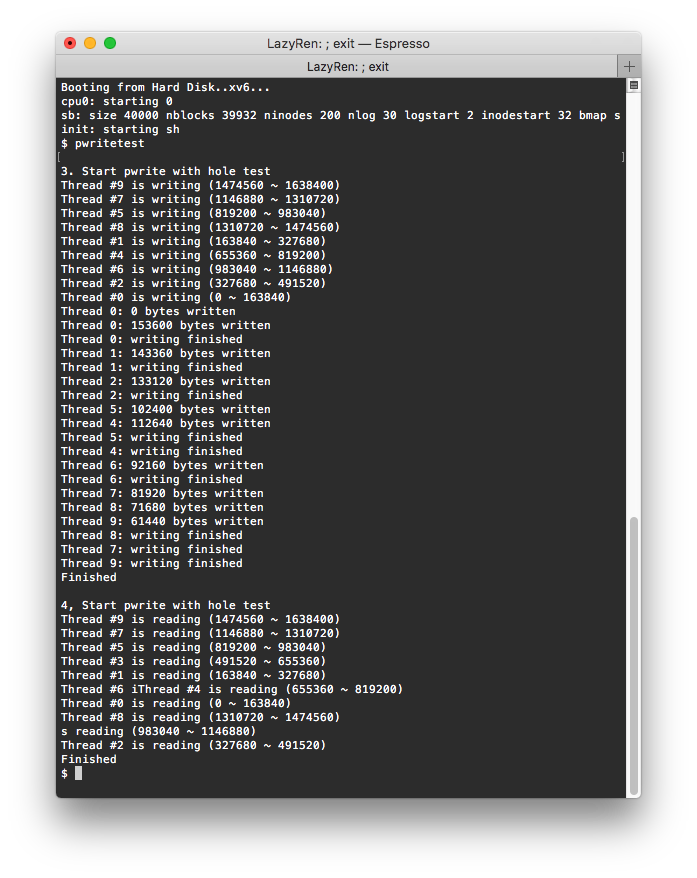 LazyRen: ; exit — Espresso
LazyRen: ; exit
Booting from Hard Disk..xv6...
cpu0: starting 0
sb: size 40000 nblocks 39932 ninodes 200 nlog 30 logstart 2 inodestart 32 bmap s
init: starting sh
$ pwritetest
[ ]
3. Start pwrite with hole test
Thread #9 is writing (1474560 ~ 1638400)
Thread #7 is writing (1146880 ~ 1310720)
Thread #5 is writing (819200 ~ 983040)
Thread #8 is writing (1310720 ~ 1474560)
Thread #1 is writing (163840 ~ 327680)
Thread #4 is writing (655360 ~ 819200)
Thread #6 is writing (983040 ~ 1146880)
Thread #2 is writing (327680 ~ 491520)
Thread #0 is writing (0 ~ 163840)
Thread 0: 0 bytes written
Thread 0: 153600 bytes written
Thread 0: writing finished
Thread 1: 143360 bytes written
Thread 1: writing finished
Thread 2: 133120 bytes written
Thread 2: writing finished
Thread 5: 102400 bytes written
Thread 4: 112640 bytes written
Thread 5: writing finished
Thread 4: writing finished
Thread 6: 92160 bytes written
Thread 6: writing finished
Thread 7: 81920 bytes written
Thread 8: 71680 bytes written
Thread 9: 61440 bytes written
Thread 8: writing finished
Thread 7: writing finished
Thread 9: writing finished
Finished
4, Start pwrite with hole test
Thread #9 is reading (1474560 ~ 1638400)
Thread #7 is reading (1146880 ~ 1310720)
Thread #5 is reading (819200 ~ 983040)
Thread #3 is reading (491520 ~ 655360)
Thread #1 is reading (163840 ~ 327680)
Thread #6 iThread #4 is reading (655360 ~ 819200)
Thread #0 is reading (0 ~ 163840)
Thread #8 is reading (1310720 ~ 1474560)
s reading (983040 ~ 1146880)
Thread #2 is reading (327680 ~ 491520)
Finished
$